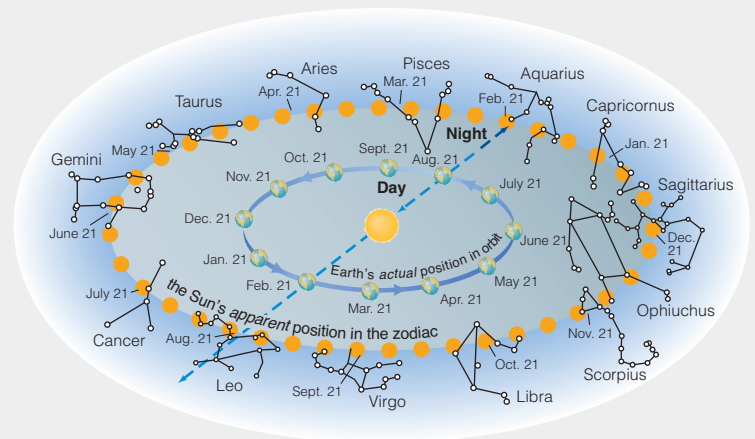 Pisces
Aries
Mar. 21
Aquarius
Apr. 21
Feb. 21
Taurus
Capricornus
Night
May 21
Sept. 21
Jan. 21
Gemini
Oct. 21
Aug. 21
Nov. 21
Day
July 21
Sagittarius
Dec. 21
June 21
June 21
Dec.
21
Jan. 21
Earth's actual position in orbit
Feb. 21
May 21
July 21
Mar. 21
Apr. 21
Ophiuchus
the Sun's apparent position in the zodiac
Cancer
Aug. 21
Nov. 21
Oct. 21
Scorpius
Leo
Sept. 21
Virgo
Libra